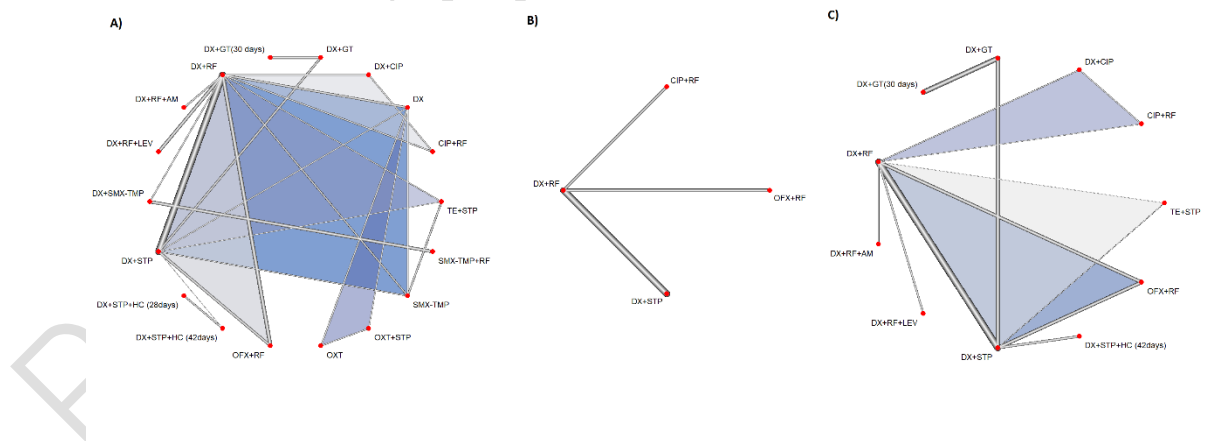 A)
DX+GT(30 days)
DX+GT
DX+RF
DX+CIP
DX+RF+AM
DX
DX+RF+LEV
CIP+RF
DX+SMX-TMP
TE+STP
DX+STP
SMX-TMP+RF
DX+STP+HC (28days)
SMX-TMP
DX+STP+HC (42days)
OXT+STP
OFX+RF
OXT
B)
CIP+RF
DX+RF
OFX+RF
DX+STP
C)
DX+GT
DX+CIP
DX+GT(30 days)
CIP+RF
DX+RF
TE+STP
DX+RF+AM
OFX+RF
DX+RF+LEV
DX+STP+HC (42days)
DX+STP